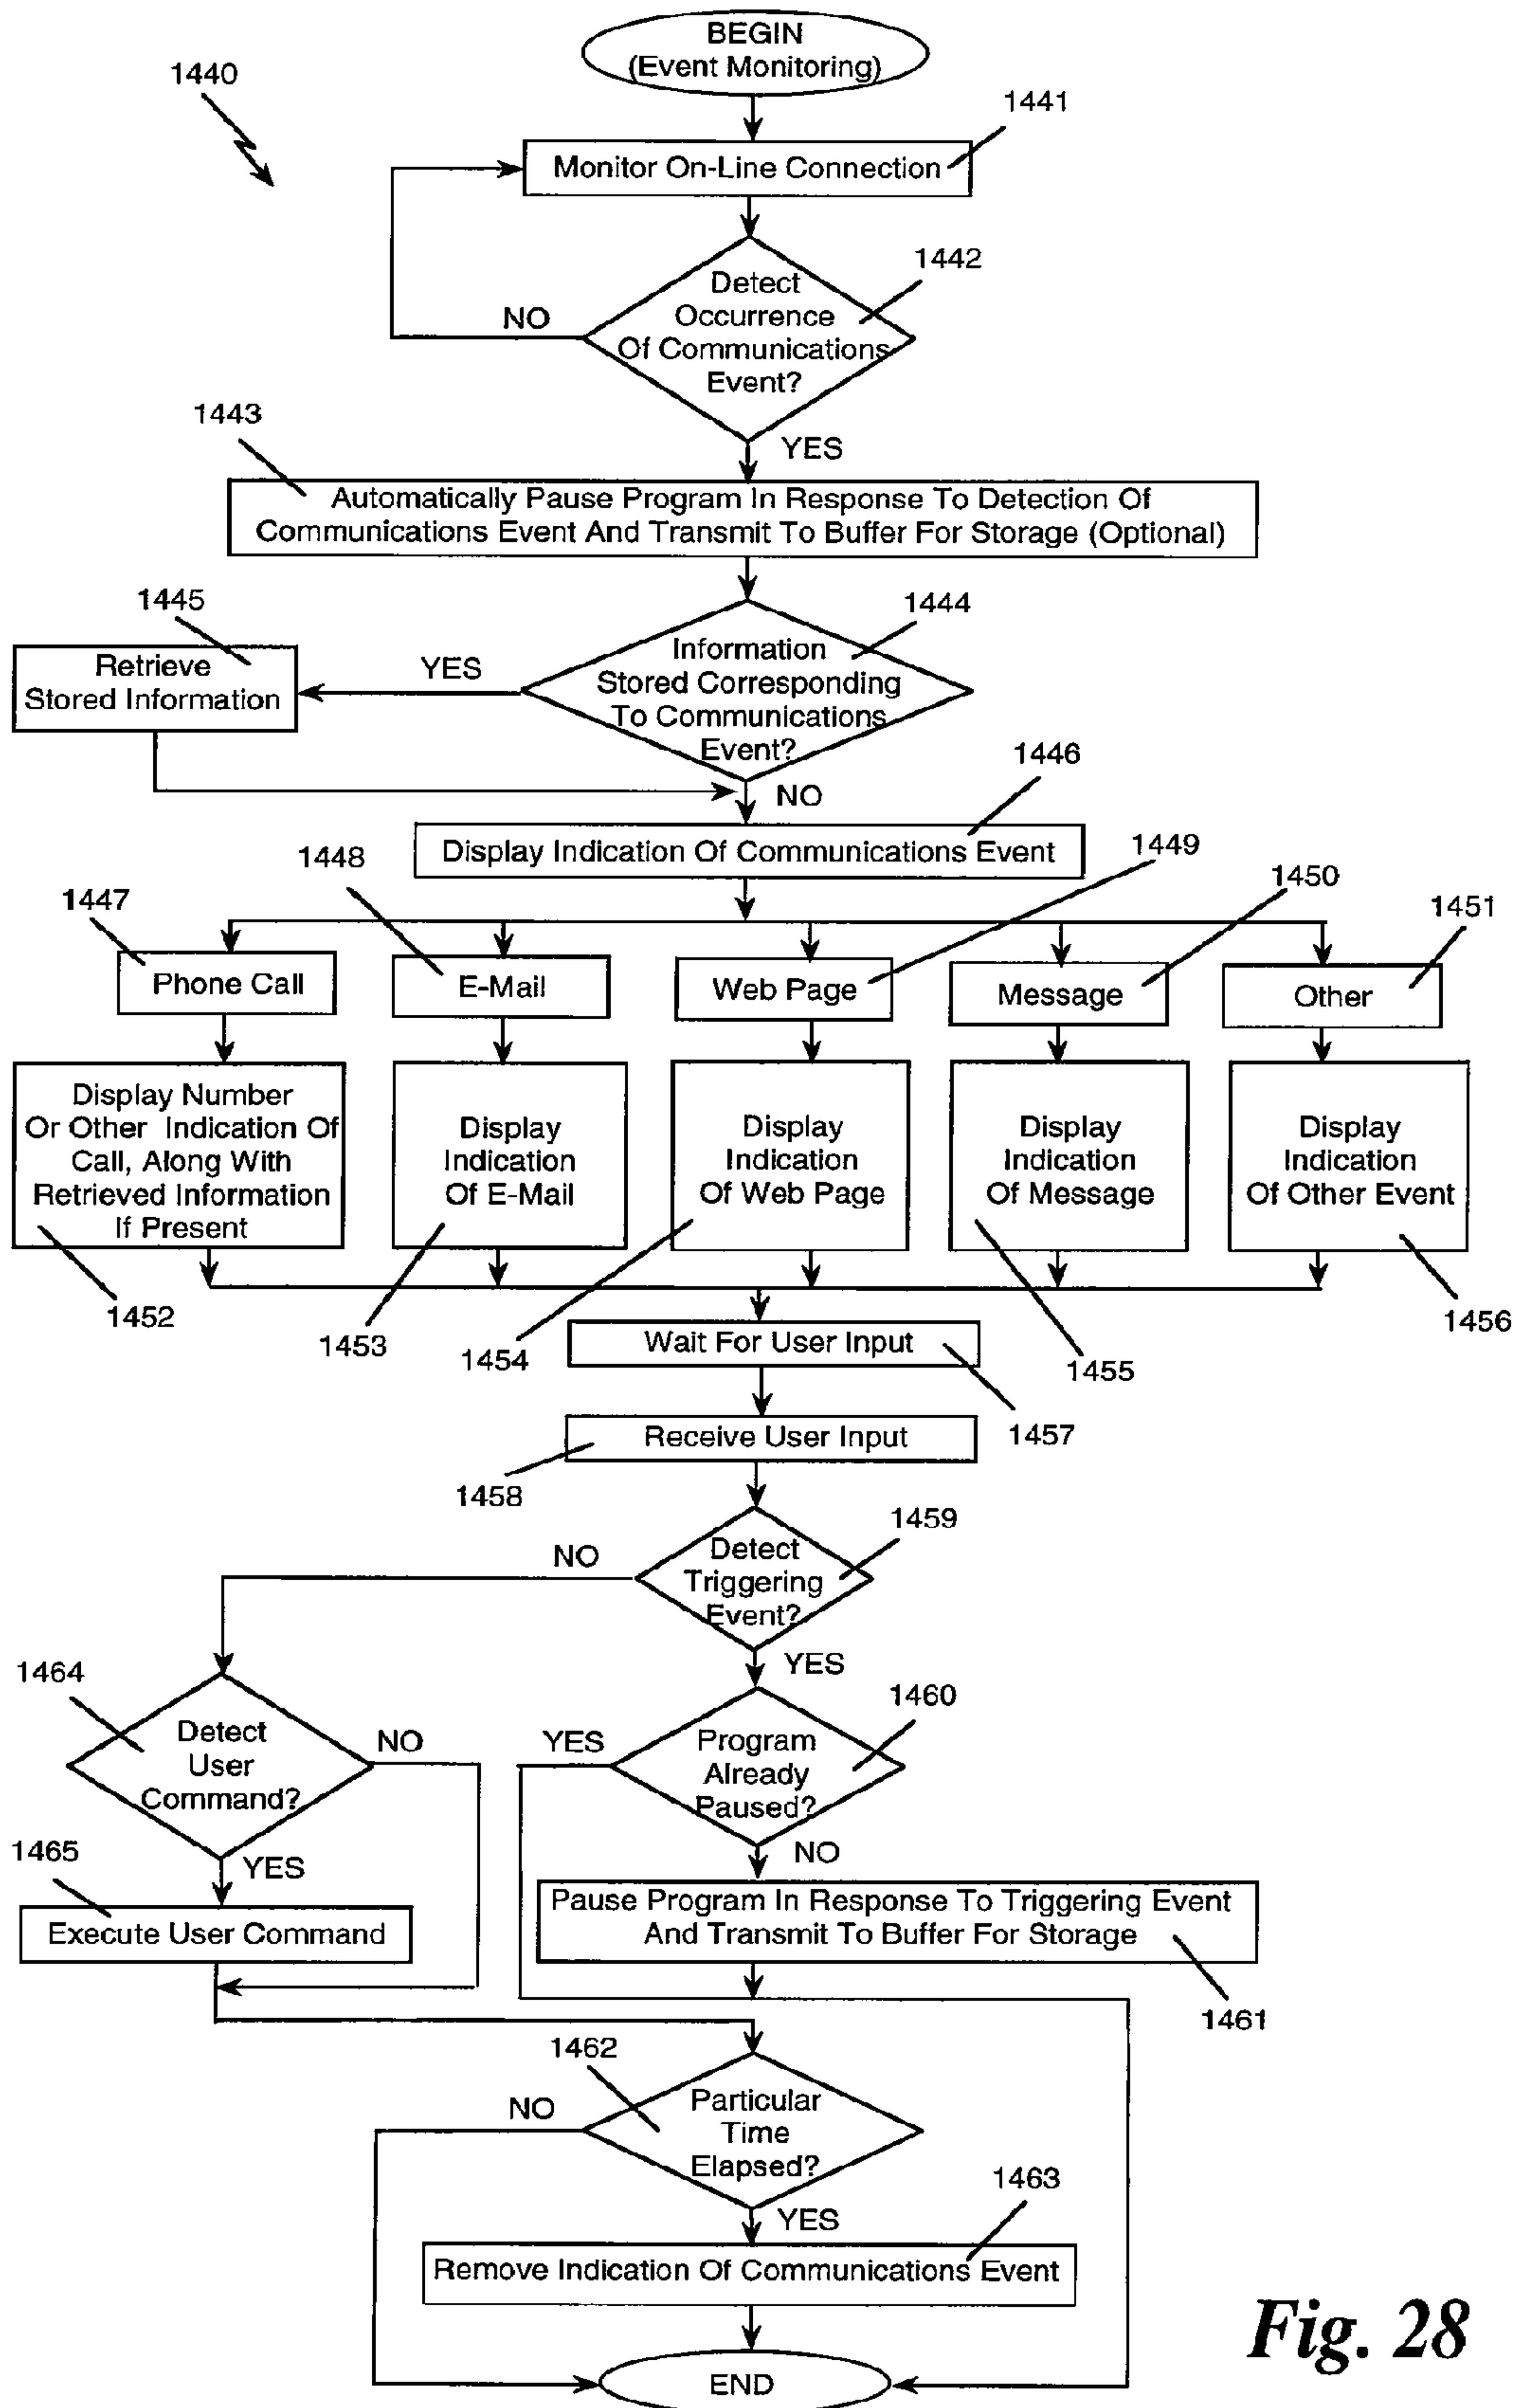 BEGIN
(Event Monitoring)
1440
1441
Monitor On-Line Connection
1442
Detect
Occurrence
Of Communications
Event?
NO
YES
1443
Automatically Pause Program In Response To Detection Of
Communications Event And Transmit To Buffer For Storage (Optional)
1445
1444
Retrieve
Stored Information
YES
Information
Stored Corresponding
To Communications
Event?
NO
1446
Display Indication Of Communications Event
1447
1448
1449
1450
1451
Phone Call
E-Mail
Web Page
Message
Other
Display Number
Or Other Indication Of
Call, Along With
Retrieved Information
If Present
Display
Indication
Of E-Mail
Display
Indication
Of Web Page
Display
Indication
Of Message
Display
Indication
Of Other Event
1452
1453
1454
1455
1456
Wait For User Input
1457
Receive User Input
1458
1459
Detect
Triggering
Event?
NO
YES
1464
Detect
User
Command?
NO
YES
1460
Program
Already
Paused?
YES
NO
1465
Execute User Command
Pause Program In Response To Triggering Event
And Transmit To Buffer For Storage
1461
1462
Particular
Time
Elapsed?
NO
YES
1463
Remove Indication Of Communications Event
END
Fig. 28